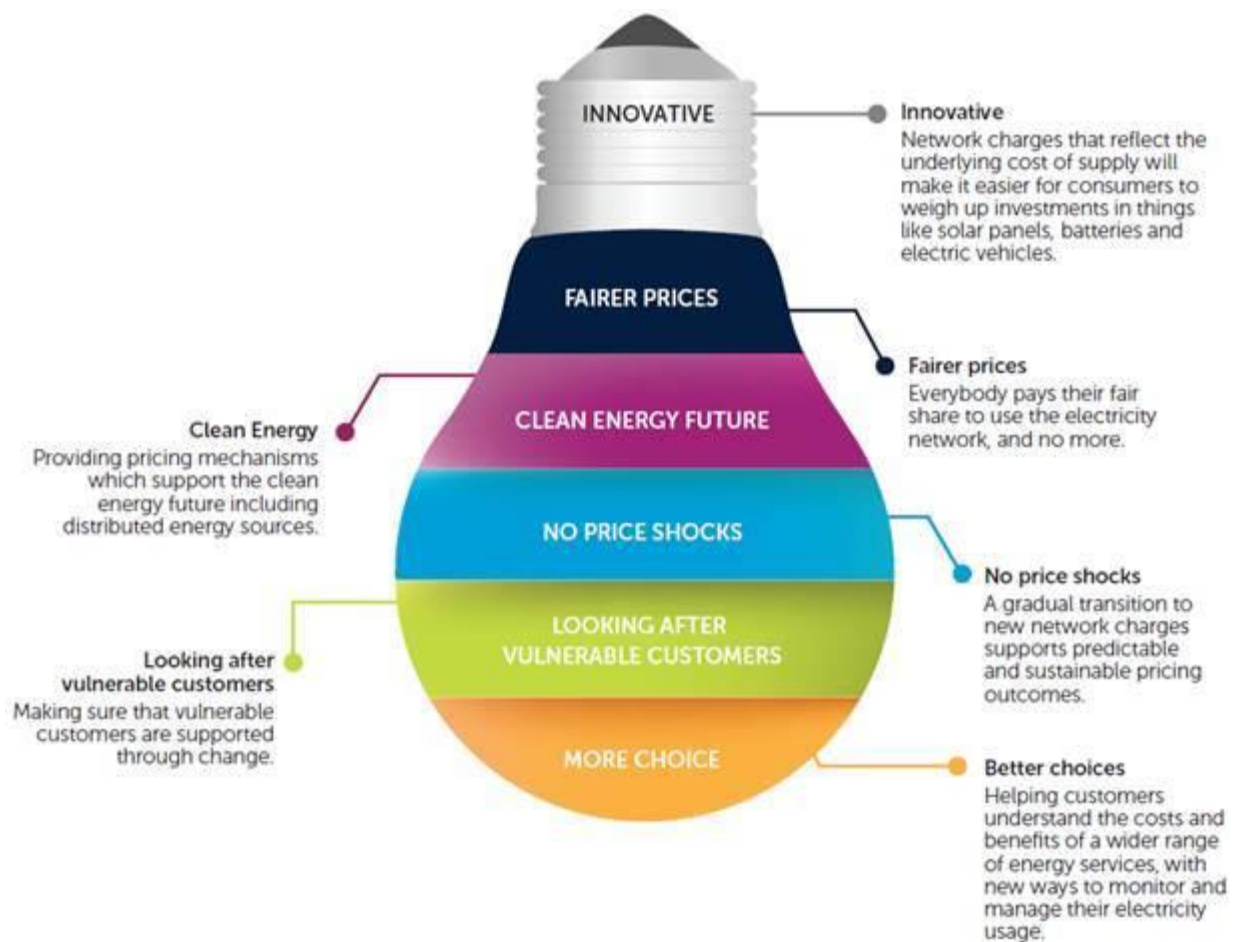 INNOVATIVE
Innovative
Network charges that reflect the
underlying cost of supply will
make it easier for consumers to
weigh up investments in things
like solar panels, batteries and
electric vehicles.
FAIRER PRICES
Fairer prices
Everybody pays their fair
share to use the electricity
network, and no more.
CLEAN ENERGY FUTURE
Clean Energy
Providing pricing mechanisms
which support the clean
energy future including
distributed energy sources.
NO PRICE SHOCKS
No price shocks
A gradual transition to
new network charges
supports predictable
and sustainable pricing
outcomes.
LOOKING AFTER
VULNERABLE CUSTOMERS
Looking after
vulnerable customers
Making sure that vulnerable
customers are supported
through change.
MORE CHOICE
Better choices
Helping customers
understand the costs and
benefits of a wider range
of energy services, with
new ways to monitor and
manage their electricity
usage.